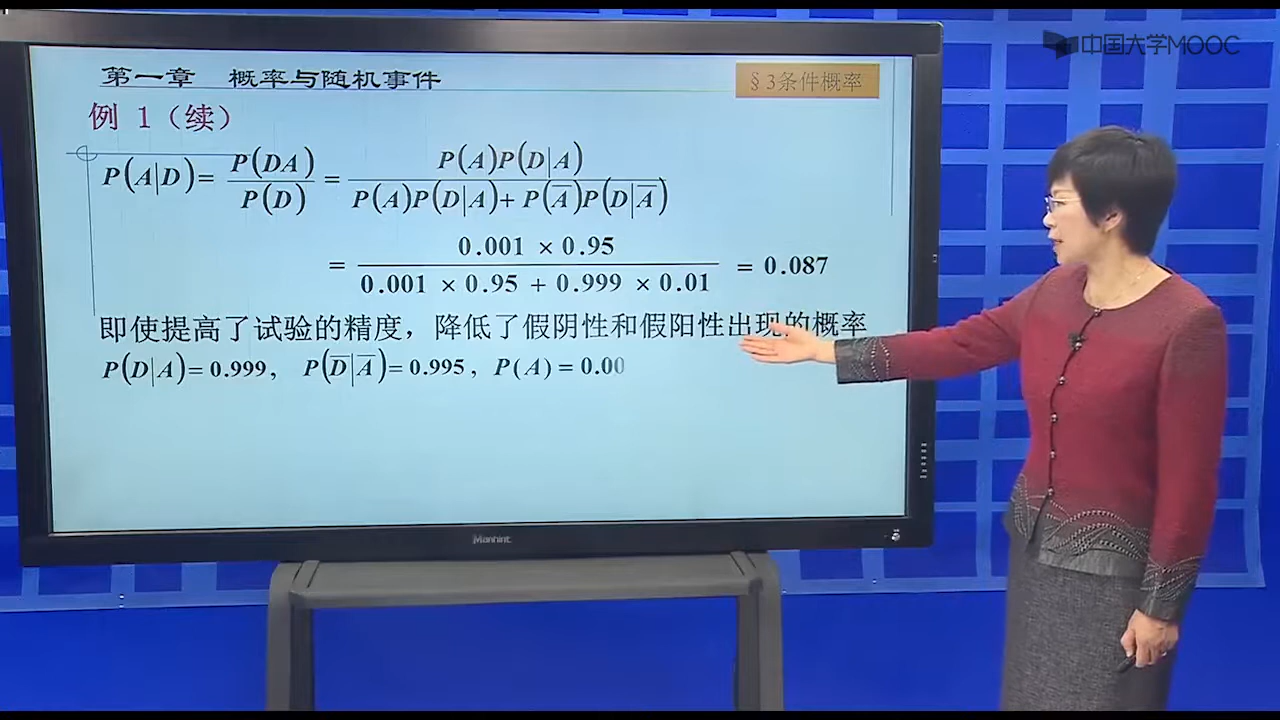 中国大学MOOC
第一章 概率与随机事件
§3条件概率
例 1（续）
P(A|D)= P(DA)/P(D) = P(A)P(D|A)/(P(A)P(D|A)+ P(A̅)P(D|A̅))
= 0.001 × 0.95/(0.001 × 0.95 + 0.999 × 0.01) = 0.087
即使提高了试验的精度，降低了假阴性和假阳性出现的概率
P(D|A)= 0.999， P(D̅|A̅)= 0.995， P(A) = 0.00
Manhint